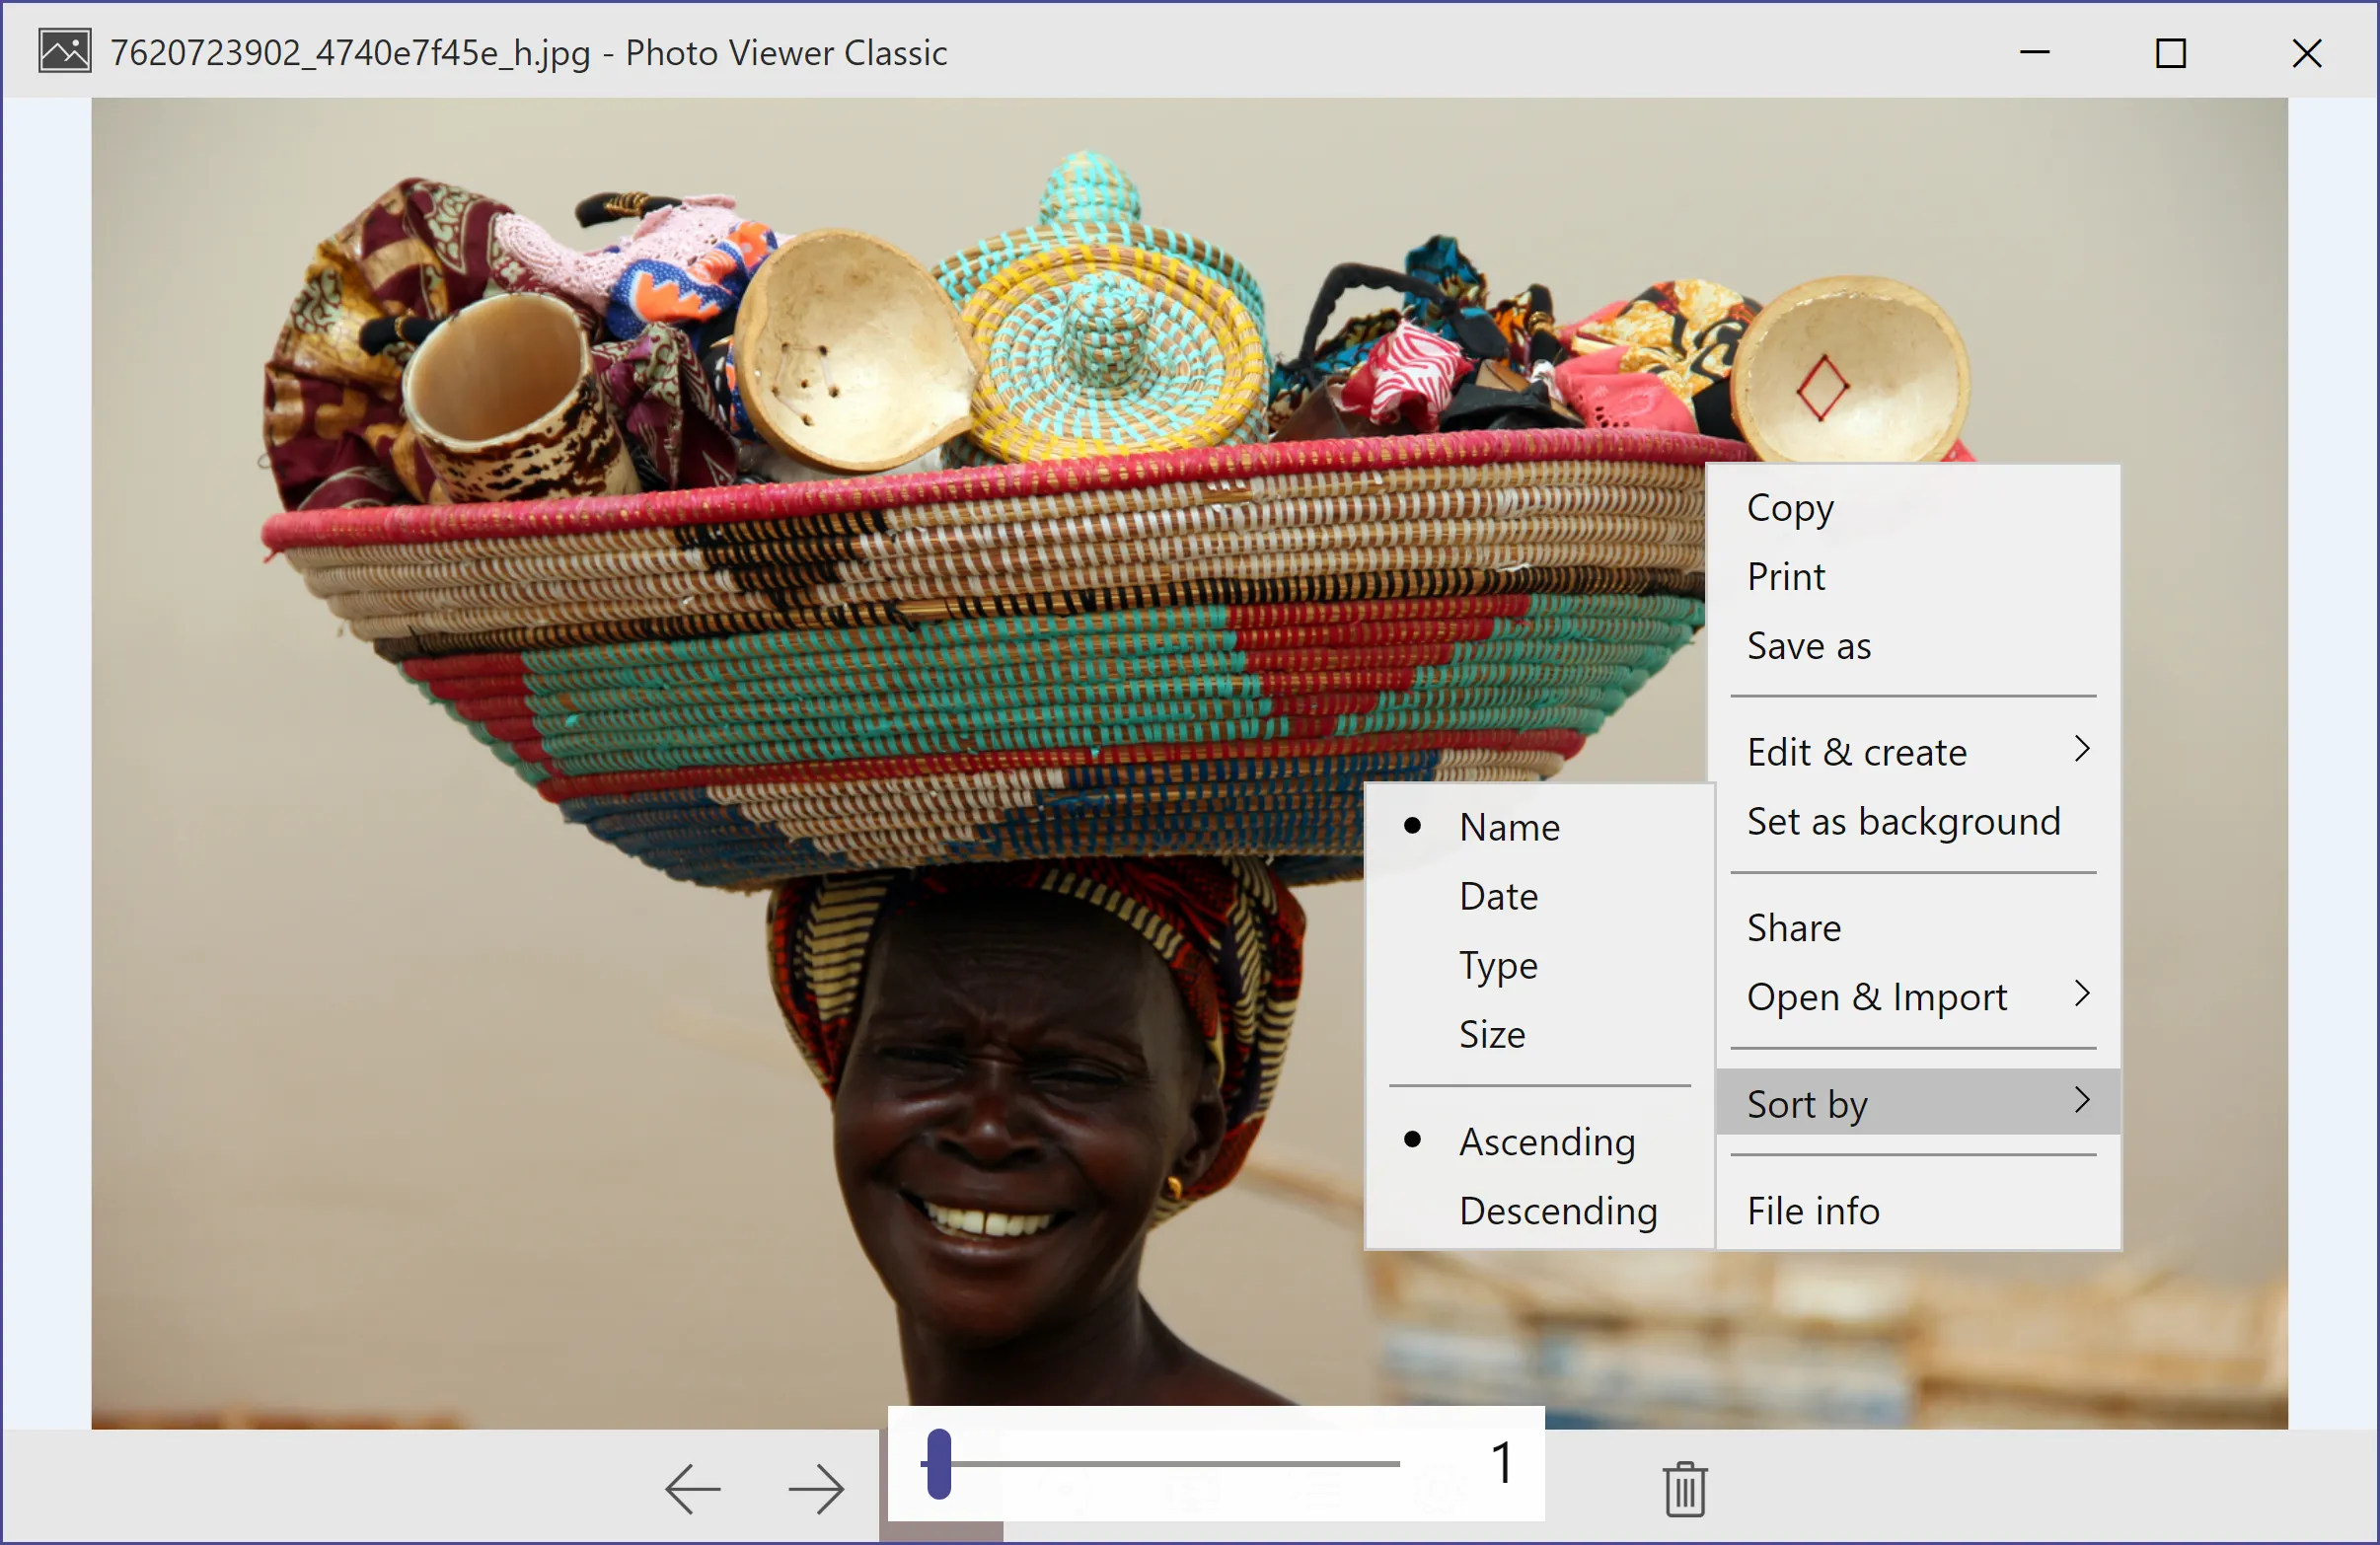 7620723902_4740e7f45e_h.jpg - Photo Viewer Classic
Copy
Print
Save as
Edit & create
Set as background
Share
Open & Import
Sort by
File info
Name
Date
Type
Size
Ascending
Descending
1